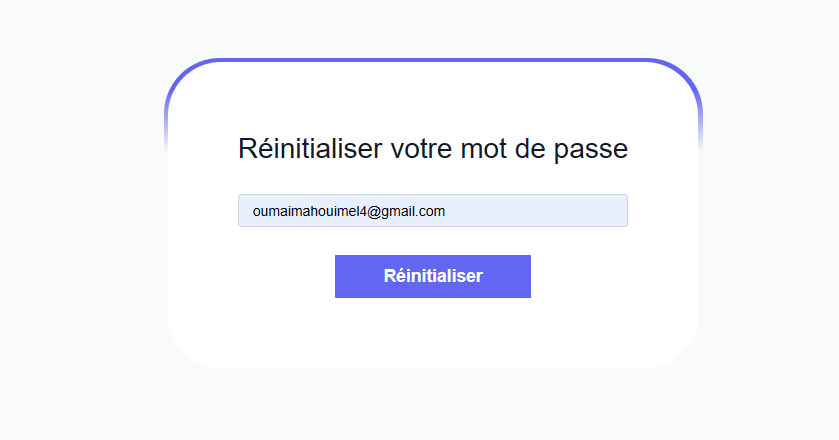 Réinitialiser votre mot de passe
oumaimahouimel4@gmail.com
Réinitialiser